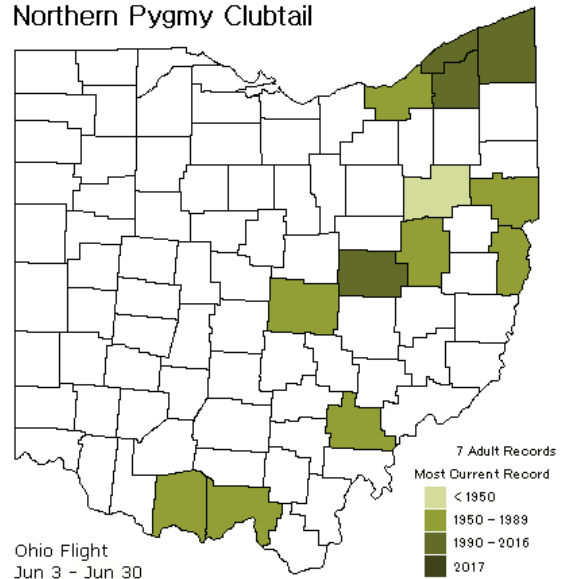 Northern Pygmy Clubtail
7 Adult Records
Most Current Record
< 1950
1950 - 1989
1990 - 2016
2017
Ohio Flight
Jun 3 - Jun 30